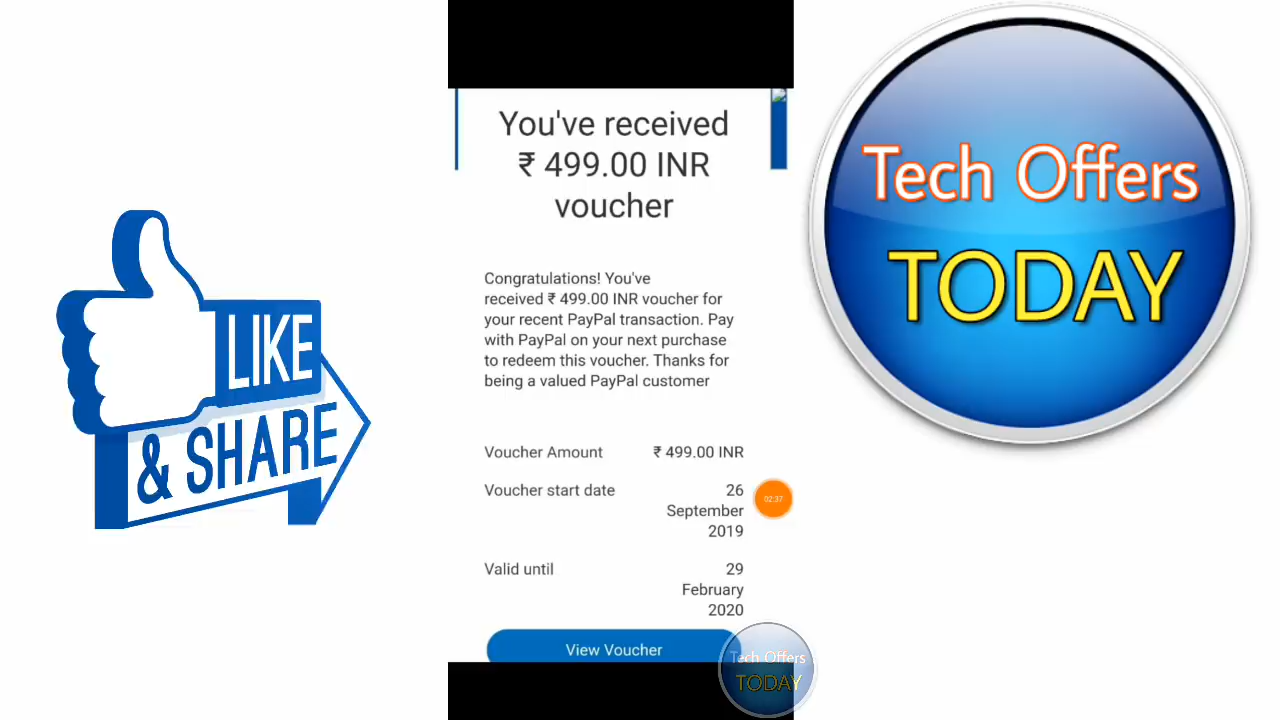 LIKE
& SHARE
You've received
₹ 499.00 INR
voucher
Congratulations! You've
received ₹ 499.00 INR voucher for
your recent PayPal transaction. Pay
with PayPal on your next purchase
to redeem this voucher. Thanks for
being a valued PayPal customer
Voucher Amount ₹ 499.00 INR
Voucher start date 26
September
2019
02:37
Valid until 29
February
2020
View Voucher
Tech Offers
TODAY
Tech Offers
TODAY